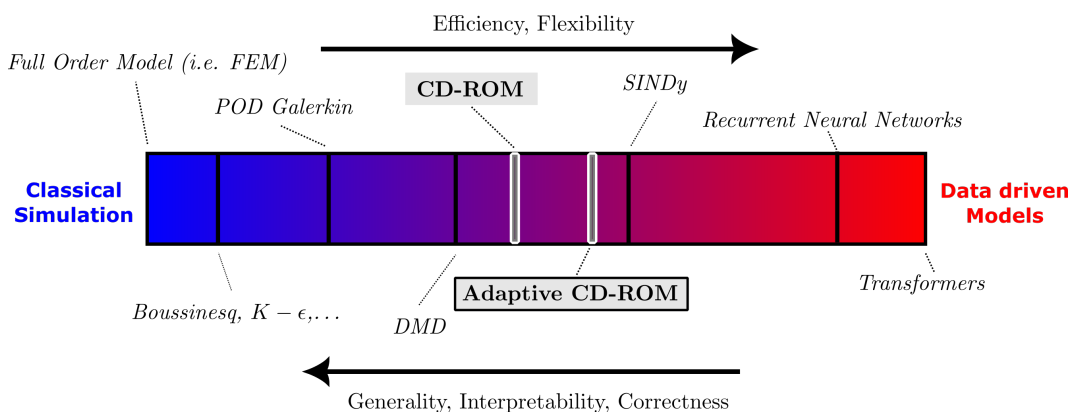 Efficiency, Flexibility
Full Order Model (i.e. FEM)
CD-ROM
SINDy
POD Galerkin
Recurrent Neural Networks
Classical
Simulation
Data driven
Models
Boussinesq, K − ϵ,...
DMD
Adaptive CD-ROM
Transformers
Generality, Interpretability, Correctness